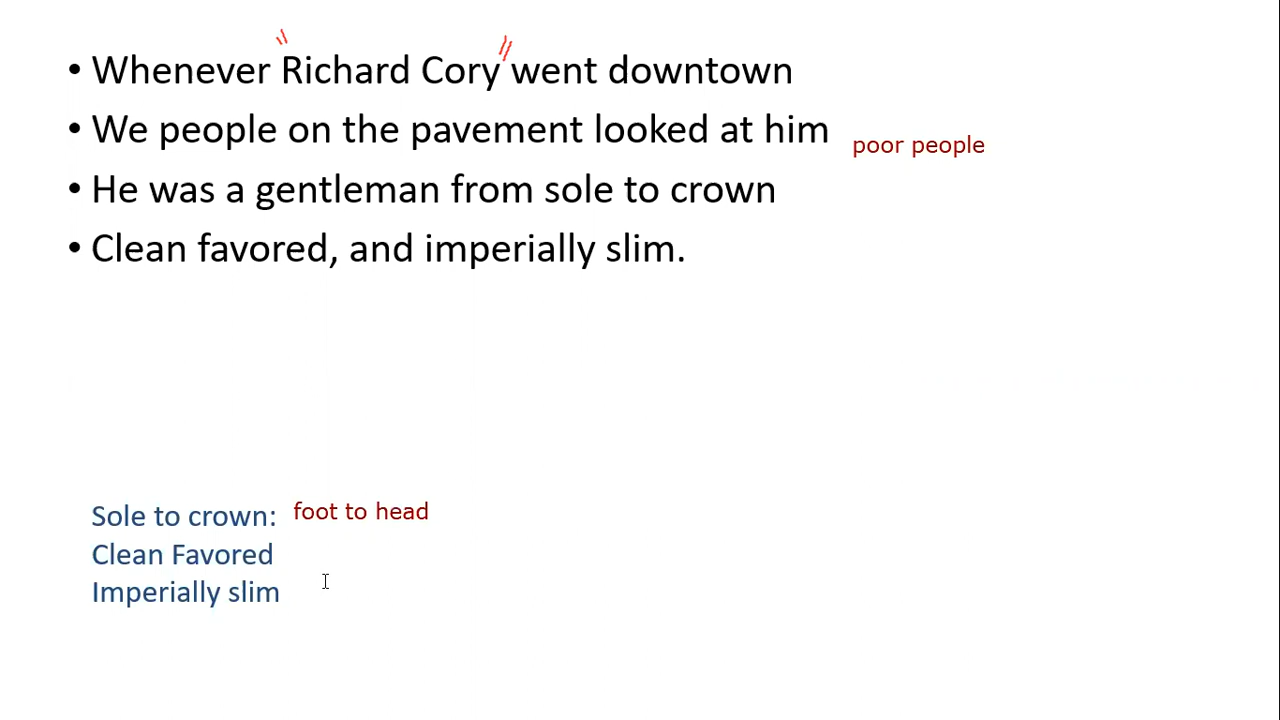 • Whenever "Richard Cory" went downtown
• We people on the pavement looked at him poor people
• He was a gentleman from sole to crown
• Clean favored, and imperially slim.
Sole to crown: foot to head
Clean Favored
Imperially slim